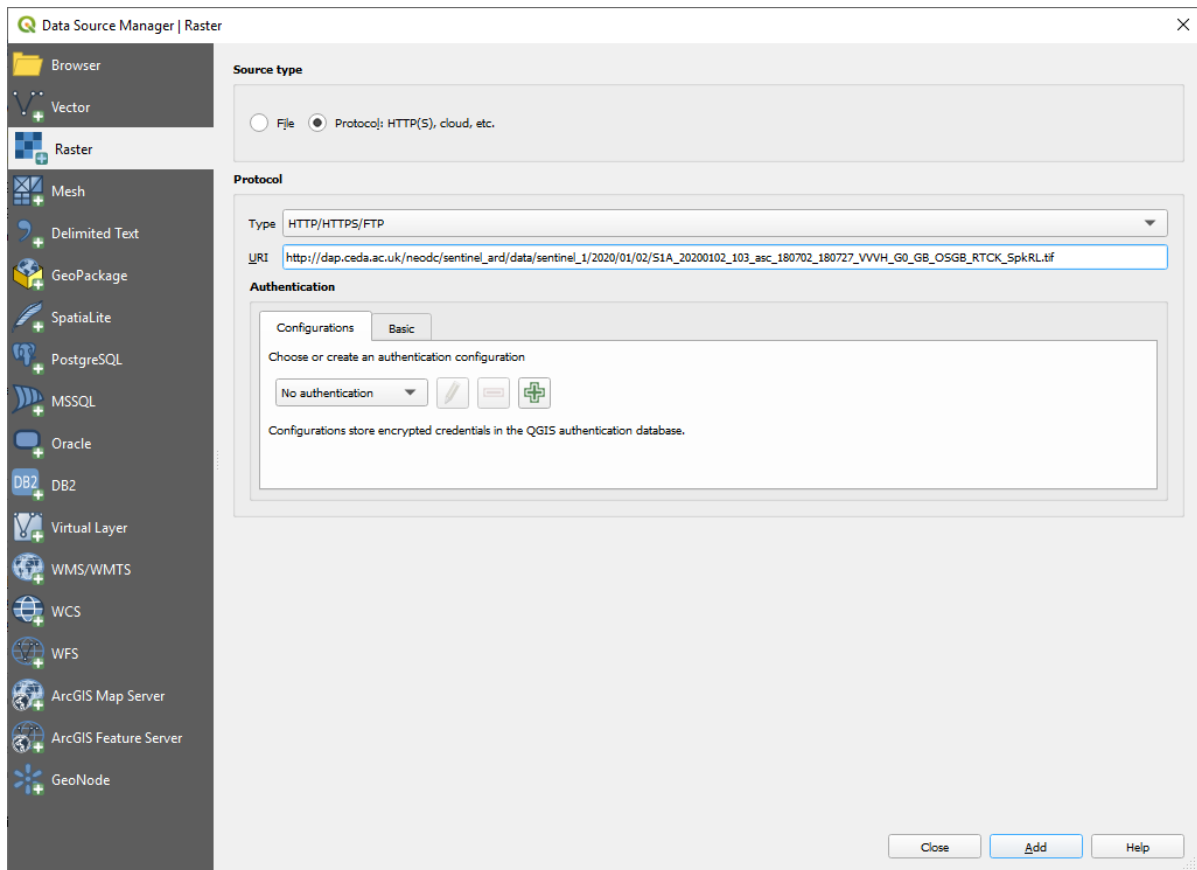 Data Source Manager | Raster
Browser
Vector
Raster
Mesh
Delimited Text
GeoPackage
SpatiaLite
PostgreSQL
MSSQL
Oracle
DB2
DB2
Virtual Layer
WMS/WMTS
WCS
WFS
ArcGIS Map Server
ArcGIS Feature Server
GeoNode
Source type
File
Protocol: HTTP(S), cloud, etc.
Protocol
Type
HTTP/HTTPS/FTP
URI
http://dap.ceda.ac.uk/neodc/sentinel_ard/data/sentinel_1/2020/01/02/S1A_20200102_103_asc_180702_180727_VVVH_G0_GB_OSGB_RTCK_SpkRL.tif
Authentication
Configurations
Basic
Choose or create an authentication configuration
No authentication
Configurations store encrypted credentials in the QGIS authentication database.
Close
Add
Help